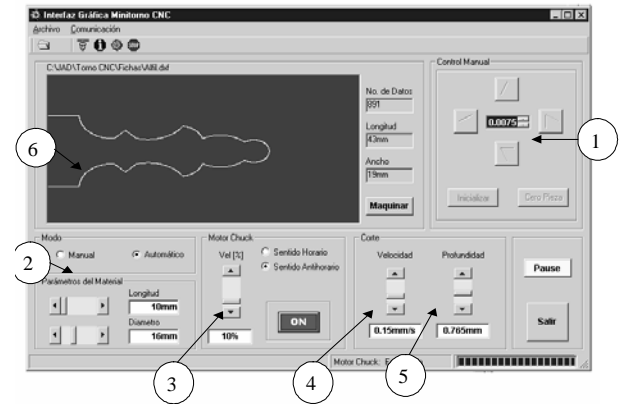 Interfaz Gráfica Minitorno CNC
Archivo Comunicación
C:\JAD\Torno CNC\Fichas\Alfil.dxf
No. de Datos
891
Longitud
43mm
Ancho
19mm
Maquinar
Control Manual
0.0075
Inicializar Cero Pieza
1
6
Modo
Manual Automático
2
Parámetros del Material
Longitud
10mm
Diametro
16mm
Motor Chuck
Vel [%]
Sentido Horario
Sentido Antihorario
ON
10%
3
Corte
Velocidad Profundidad
0.15mm/s 0.765mm
4
5
Pause
Salir
Motor Chuck: